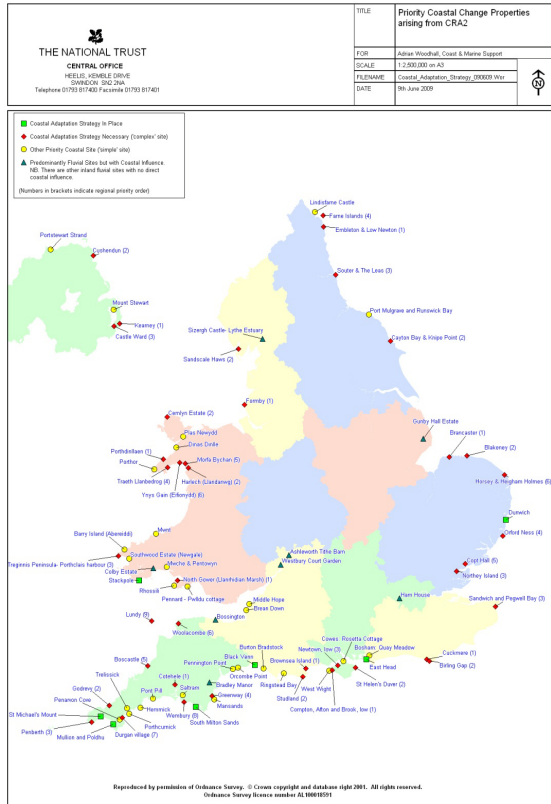 THE NATIONAL TRUST
CENTRAL OFFICE
HEELIS, KEMBLE DRIVE
SWINDON SN2 2NA
Telephone 01793 817400 Facsimile 01793 817401
TITLE
Priority Coastal Change Properties
arising from CRA2
FOR
Adrian Woodhall, Coast & Marine Support
SCALE
1:2,500,000 on A3
FILENAME
Coastal_Adaptation_Strategy_090609.Wor
DATE
9th June 2009
Coastal Adaptation Strategy In Place
Coastal Adaptation Strategy Necessary ('complex' site)
Other Priority Coastal Site ('simple' site)
Predominantly Fluvial Sites but with Coastal Influence.
NB. There are other inland fluvial sites with no direct
coastal influence.
(Numbers in brackets indicate regional priority order)
Lindisfarne Castle
Farne Islands (4)
Embleton & Low Newton (1)
Portstewart Strand
Cushendun (2)
Souter & The Leas (3)
Mount Stewart
Port Mulgrave and Runswick Bay
Kearney (1)
Castle Ward (3)
Sizergh Castle- Lythe Estuary
Cayton Bay & Knipe Point (2)
Sandscale Haws (2)
Formby (1)
Cemlyn Estate (2)
Gunby Hall Estate
Plas Newydd
Dinas Dinlle
Brancaster (1)
Blakeney (2)
Porthdinllaen (1)
Morfa Bychan (5)
Porthor
Harlech (Llandanwg) (2)
Traeth Llanbedrog (4)
Ynys Gain (Eifionydd) (6)
Horsey & Heigham Holmes (6)
Dunwich
Orford Ness (4)
Mwnt
Barry Island (Abereiddi)
Southwood Estate (Newgale)
Ashleworth Tithe Barn
Treginnis Peninsula- Porthclais harbour (3)
Mwche & Pantowyn
Westbury Court Garden
Copt Hall (5)
Colby Estate
Northey Island (3)
Stackpole
North Gower (Llanrhidian Marsh) (1)
Rhossili
Pennard - Pwlldu cottage
Ham House
Middle Hope
Brean Down
Sandwich and Pegwell Bay (3)
Lundy (9)
Bossington
Woolacombe (6)
Cowes: Rosetta Cottage
Burton Bradstock
Newtown, low (3)
Bosham: Quay Meadow
Cuckmere (1)
Black Venn
Brownsea Island (1)
Birling Gap (2)
Boscastle (5)
Pennington Point
East Head
Cotehele (1)
Orcombe Point
Ringstead Bay
West Wight
St Helen's Duver (2)
Trelissick
Bradley Manor
Studland (2)
Saltram
Greenway (4)
Compton, Afton and Brook, low (1)
Godrevy (2)
Pont Pill
Mansands
Penarnon Cove
Hemmick
Wembury (8)
St Michael's Mount
Porthcurnick
South Milton Sands
Penbeth (3)
Durgan village (7)
Mullion and Poldhu
Reproduced by permission of Ordnance Survey. © Crown copyright and database right 2001. All rights reserved.
Ordnance Survey licence number AL100018591